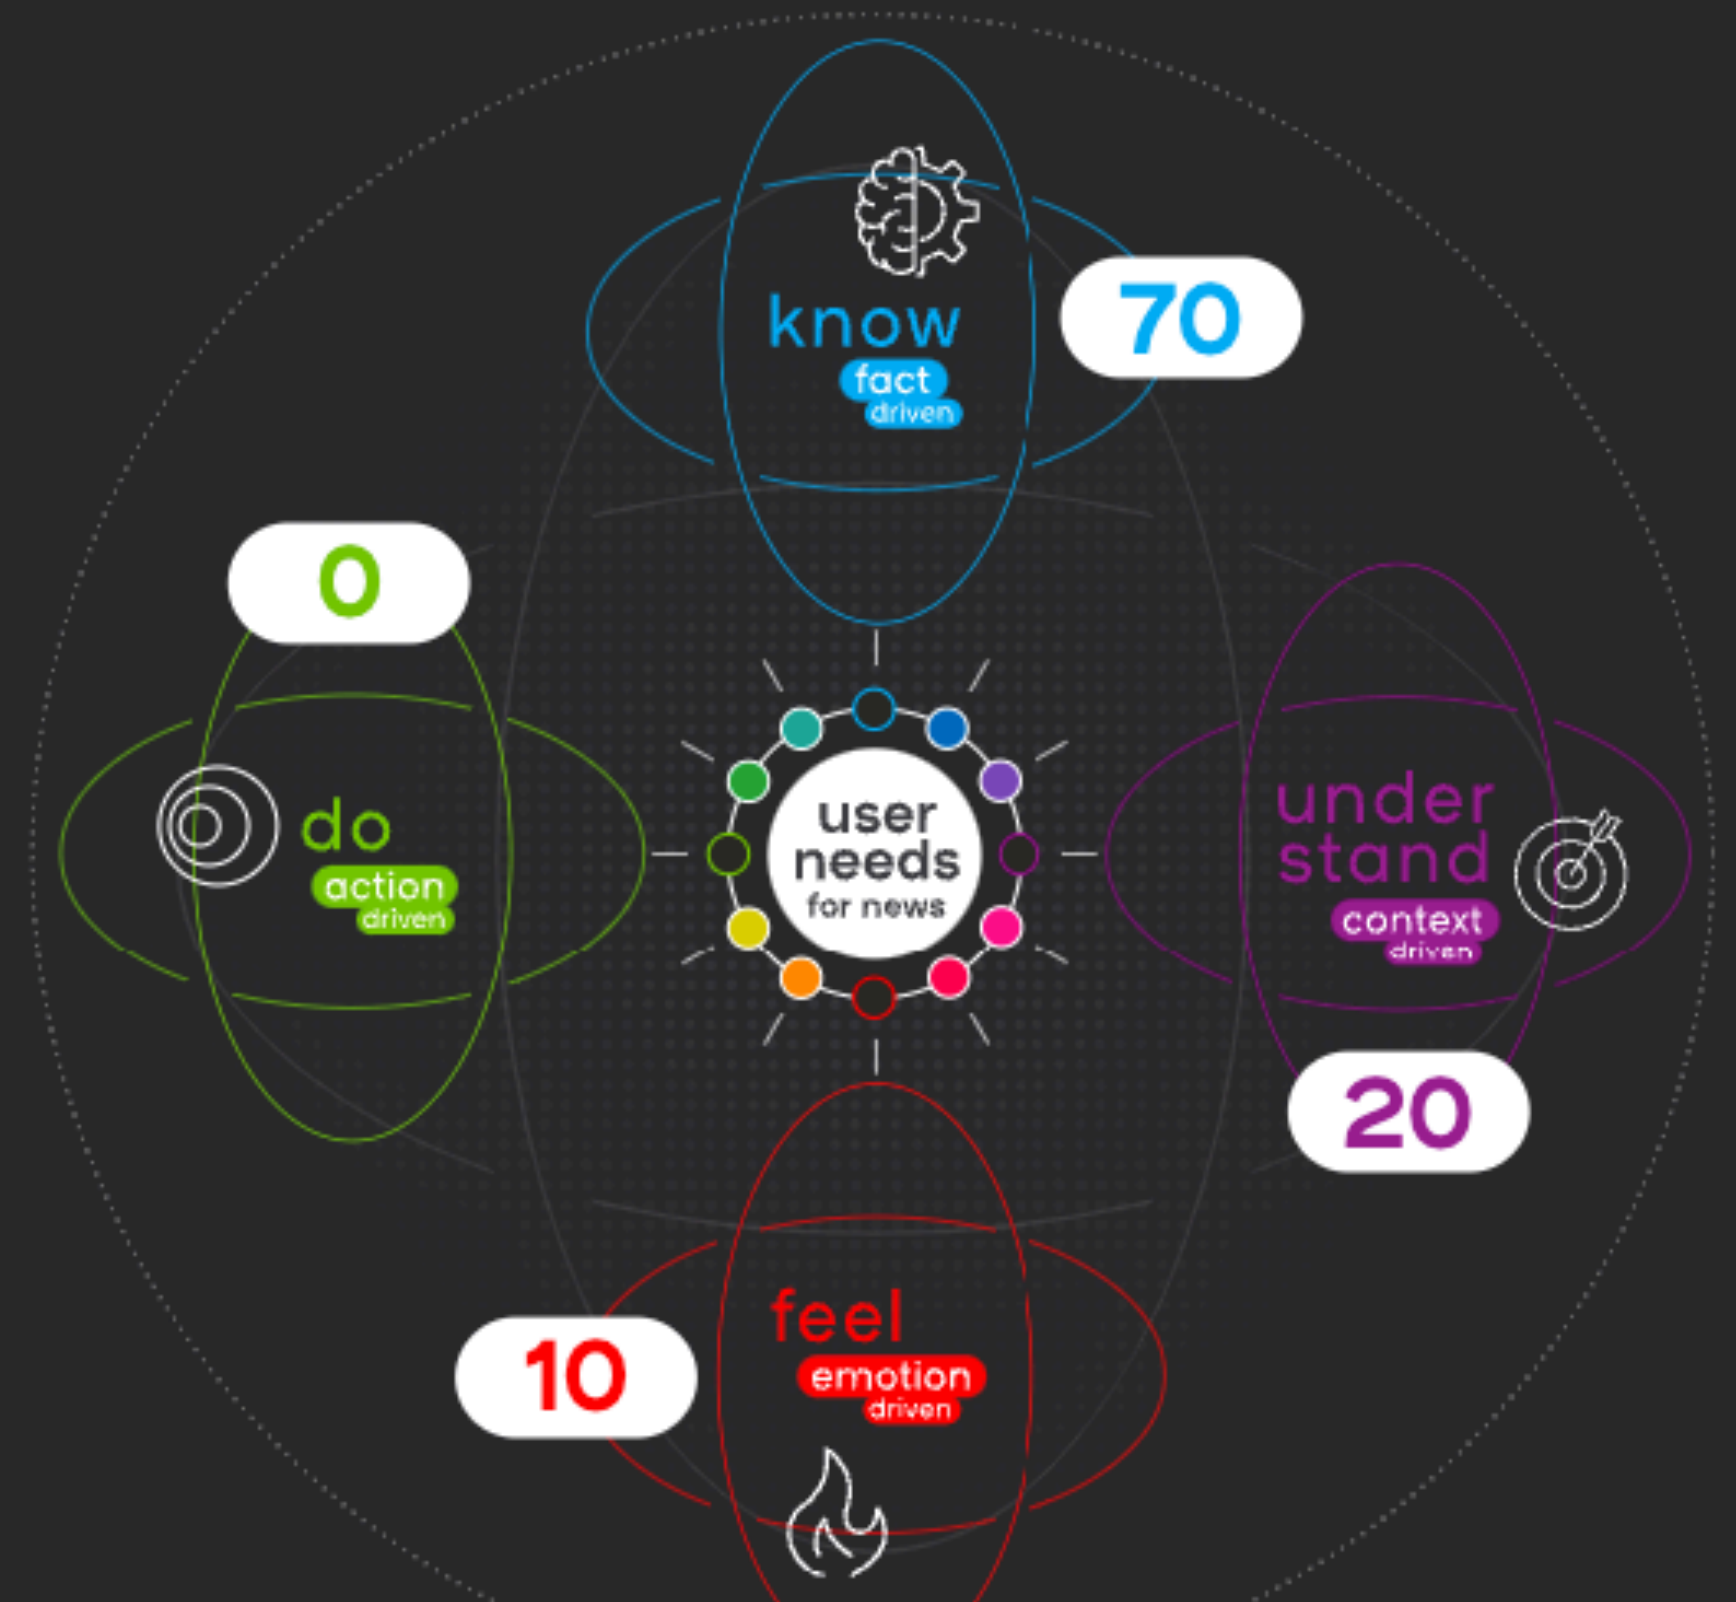 know
fact
driven
70
0
do
action
driven
user
needs
for news
under
stand
context
driven
20
feel
emotion
driven
10